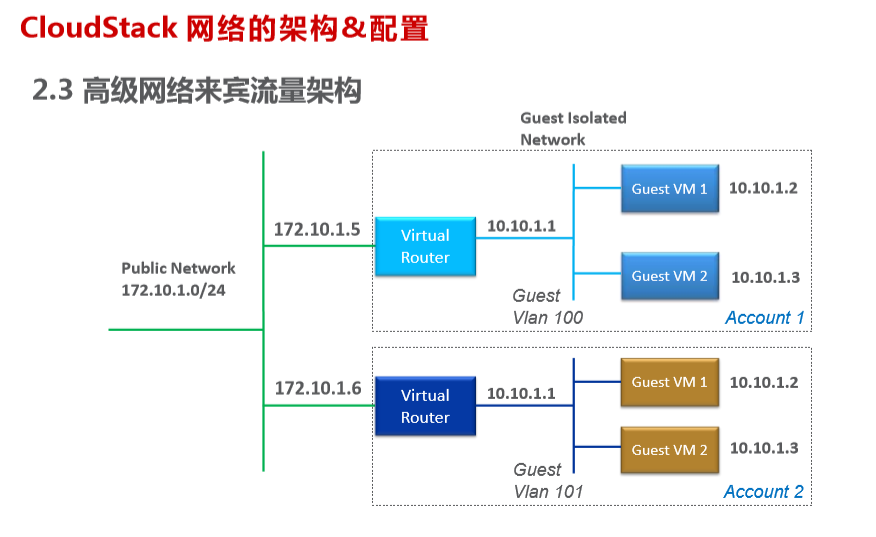 CloudStack 网络的架构&配置
2.3 高级网络来宾流量架构
Guest Isolated
Network
Guest VM 1
10.10.1.2
172.10.1.5
Virtual
Router
10.10.1.1
Public Network
172.10.1.0/24
Guest VM 2
10.10.1.3
Guest
Vlan 100
Account 1
172.10.1.6
Virtual
Router
10.10.1.1
Guest VM 1
10.10.1.2
Guest VM 2
10.10.1.3
Guest
Vlan 101
Account 2